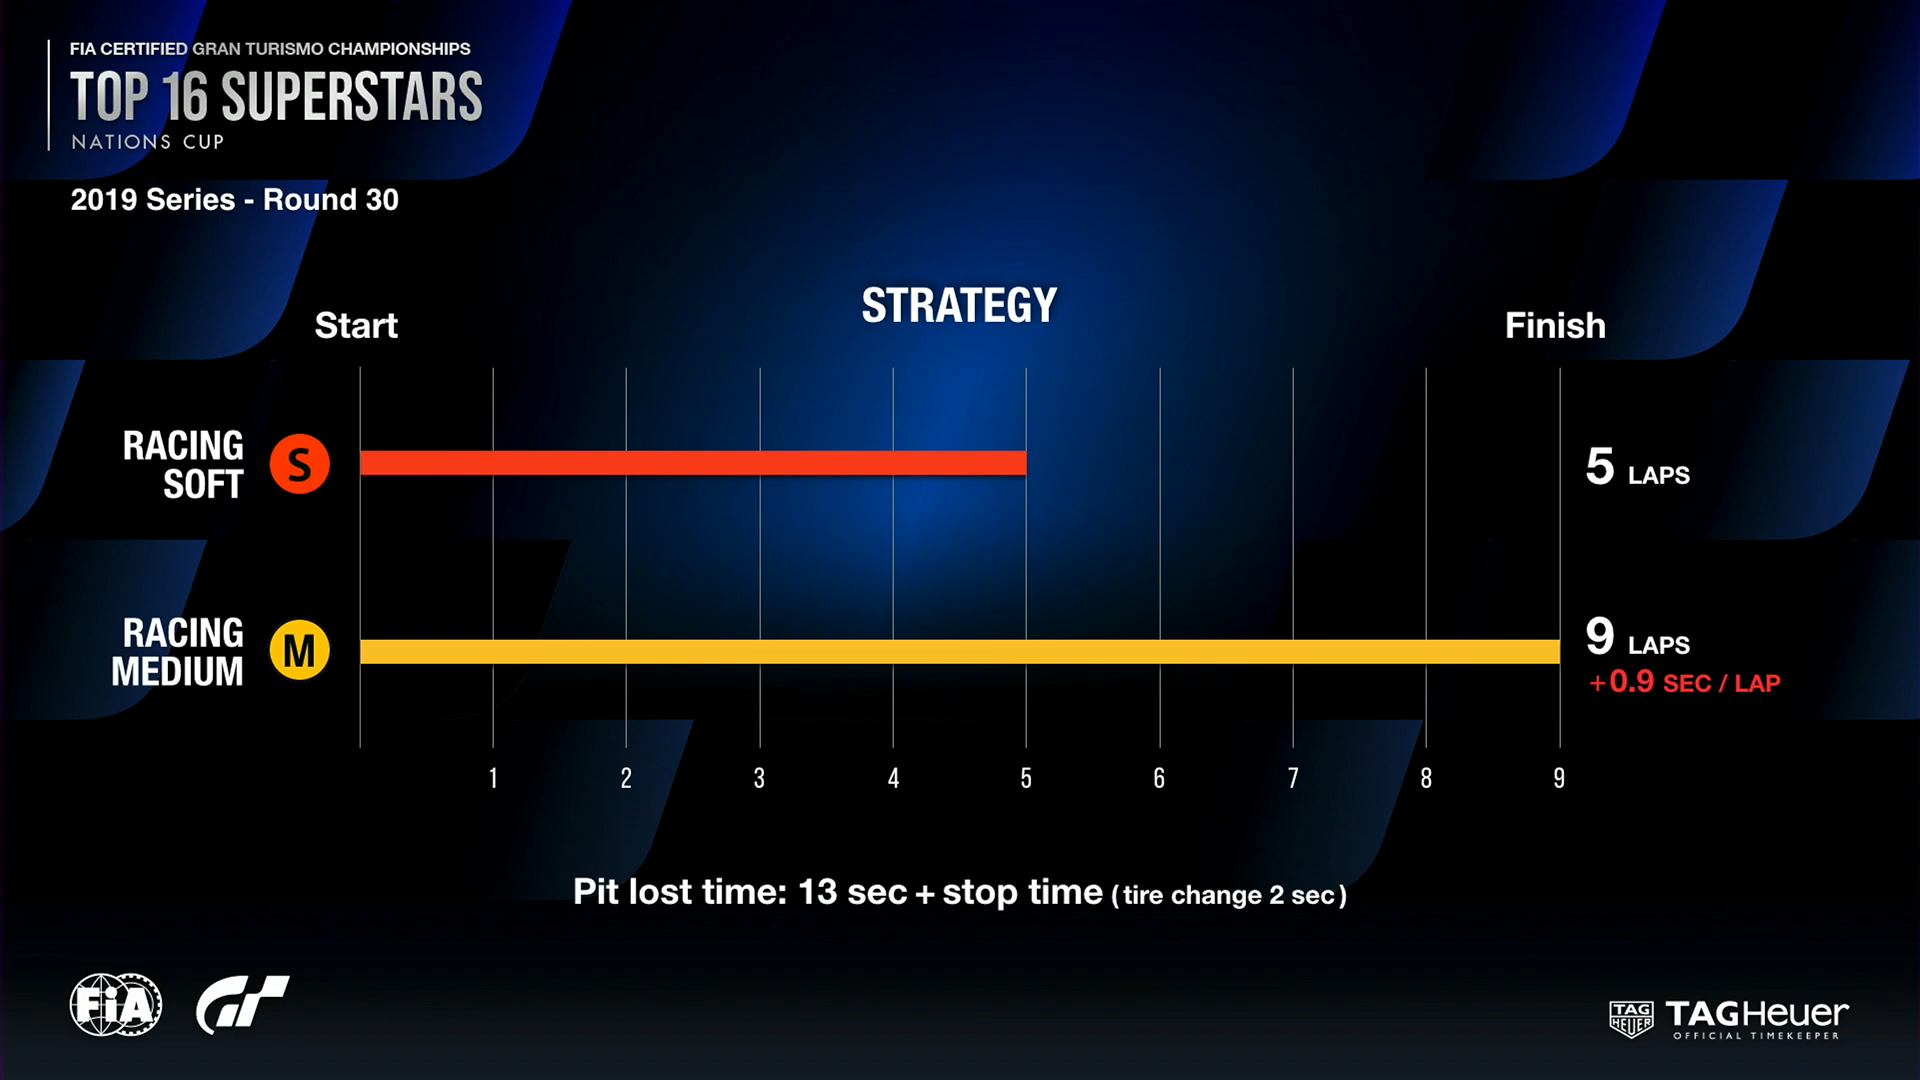 FIA CERTIFIED GRAN TURISMO CHAMPIONSHIPS
TOP 16 SUPERSTARS
NATIONS CUP
2019 Series - Round 30
STRATEGY
Start
Finish
RACING
SOFT
S
5 LAPS
RACING
MEDIUM
M
9 LAPS
+0.9 SEC / LAP
1 2 3 4 5 6 7 8 9
Pit lost time: 13 sec + stop time (tire change 2 sec)
FiA
GT
TAG
HEUER
TAGHeuer
OFFICIAL TIMEKEEPER